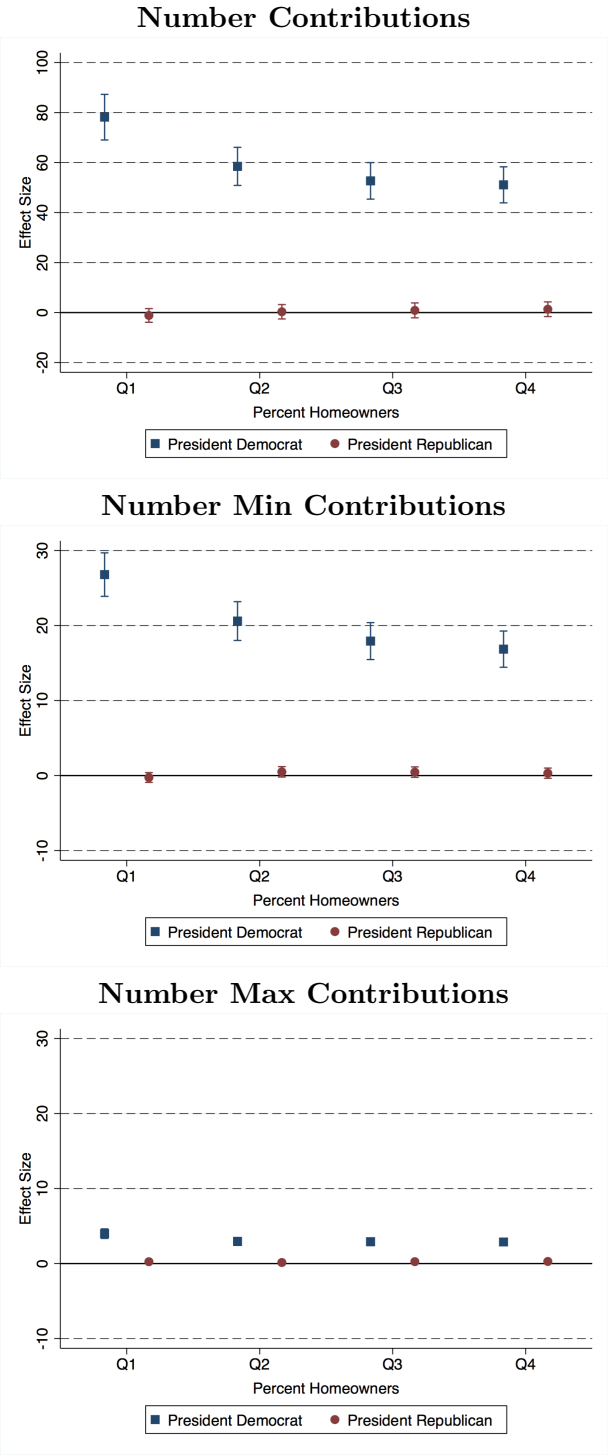 Number Contributions
100
80
60
40
20
0
-20
Effect Size
Q1 Q2 Q3 Q4
Percent Homeowners
President Democrat President Republican
Number Min Contributions
30
20
10
0
-10
Effect Size
Q1 Q2 Q3 Q4
Percent Homeowners
President Democrat President Republican
Number Max Contributions
30
20
10
0
-10
Effect Size
Q1 Q2 Q3 Q4
Percent Homeowners
President Democrat President Republican